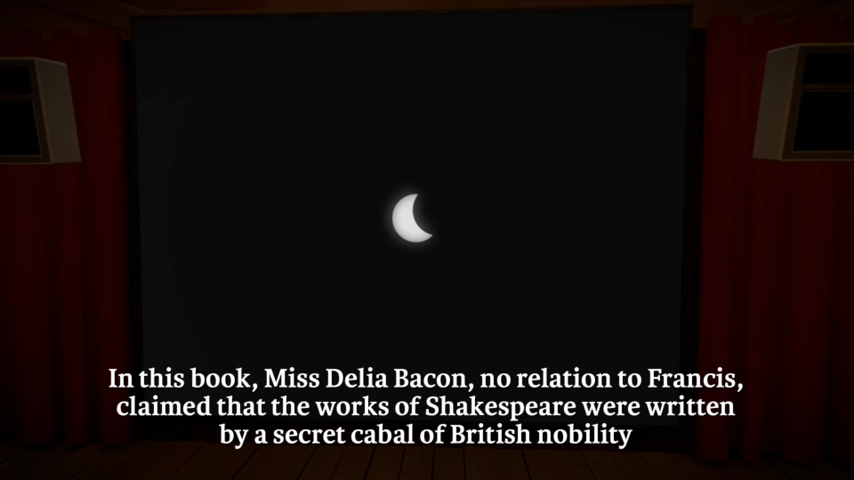 In this book, Miss Delia Bacon, no relation to Francis,
claimed that the works of Shakespeare were written
by a secret cabal of British nobility